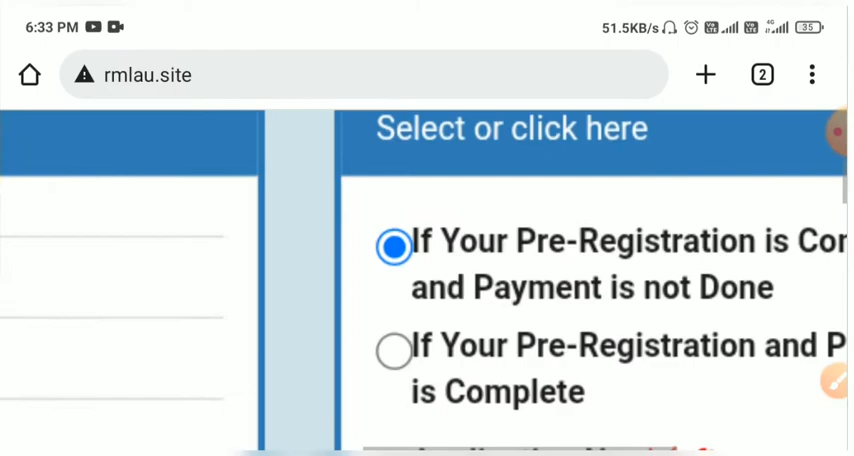 6:33 PM
51.5KB/s
35
rmlau.site
2
Select or click here
If Your Pre-Registration is
and Payment is not Done
If Your Pre-Registration and
is Complete